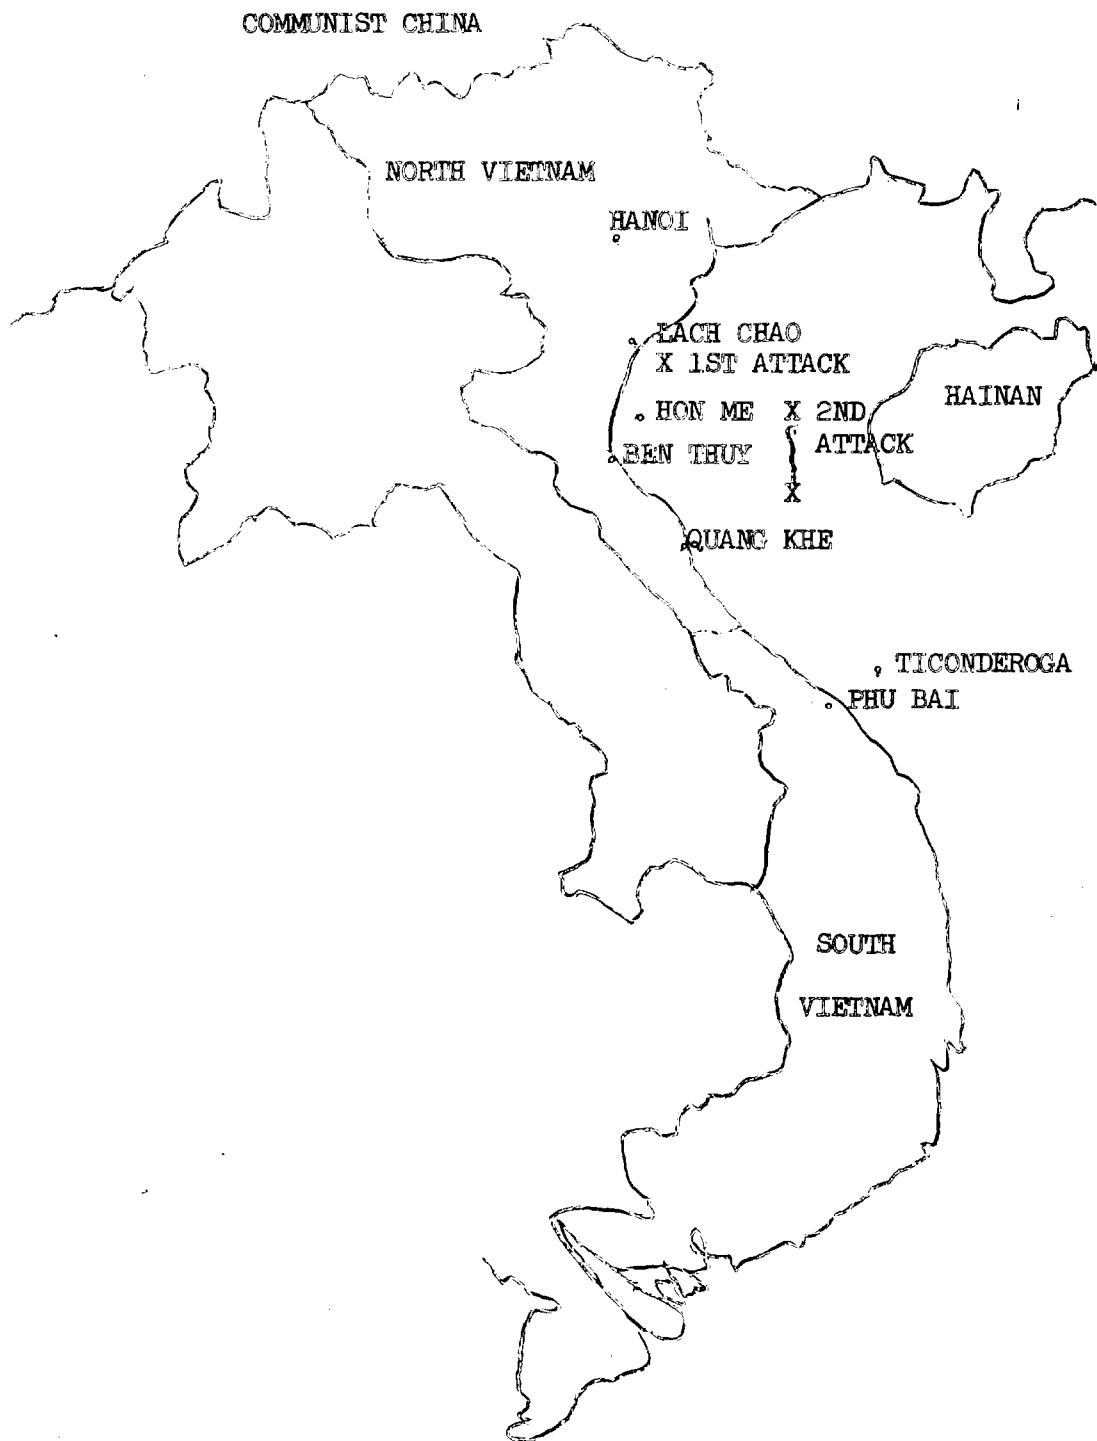 COMMUNIST CHINA
NORTH VIETNAM
HANOI
LACH CHAO
X 1ST ATTACK
HAINAN
HON ME X 2ND
ATTACK
BEN THUY
X
QUANG KHE
TICONDEROGA
PHU BAI
SOUTH
VIETNAM